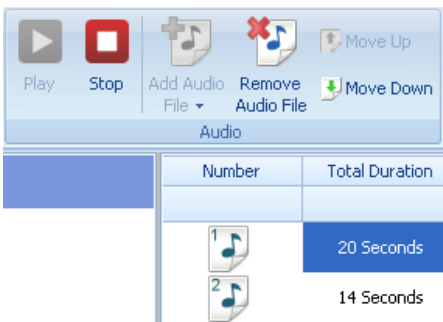 Play
Stop
Add Audio
File
Remove
Audio File
Move Up
Move Down
Audio
Number
Total Duration
1
20 Seconds
2
14 Seconds